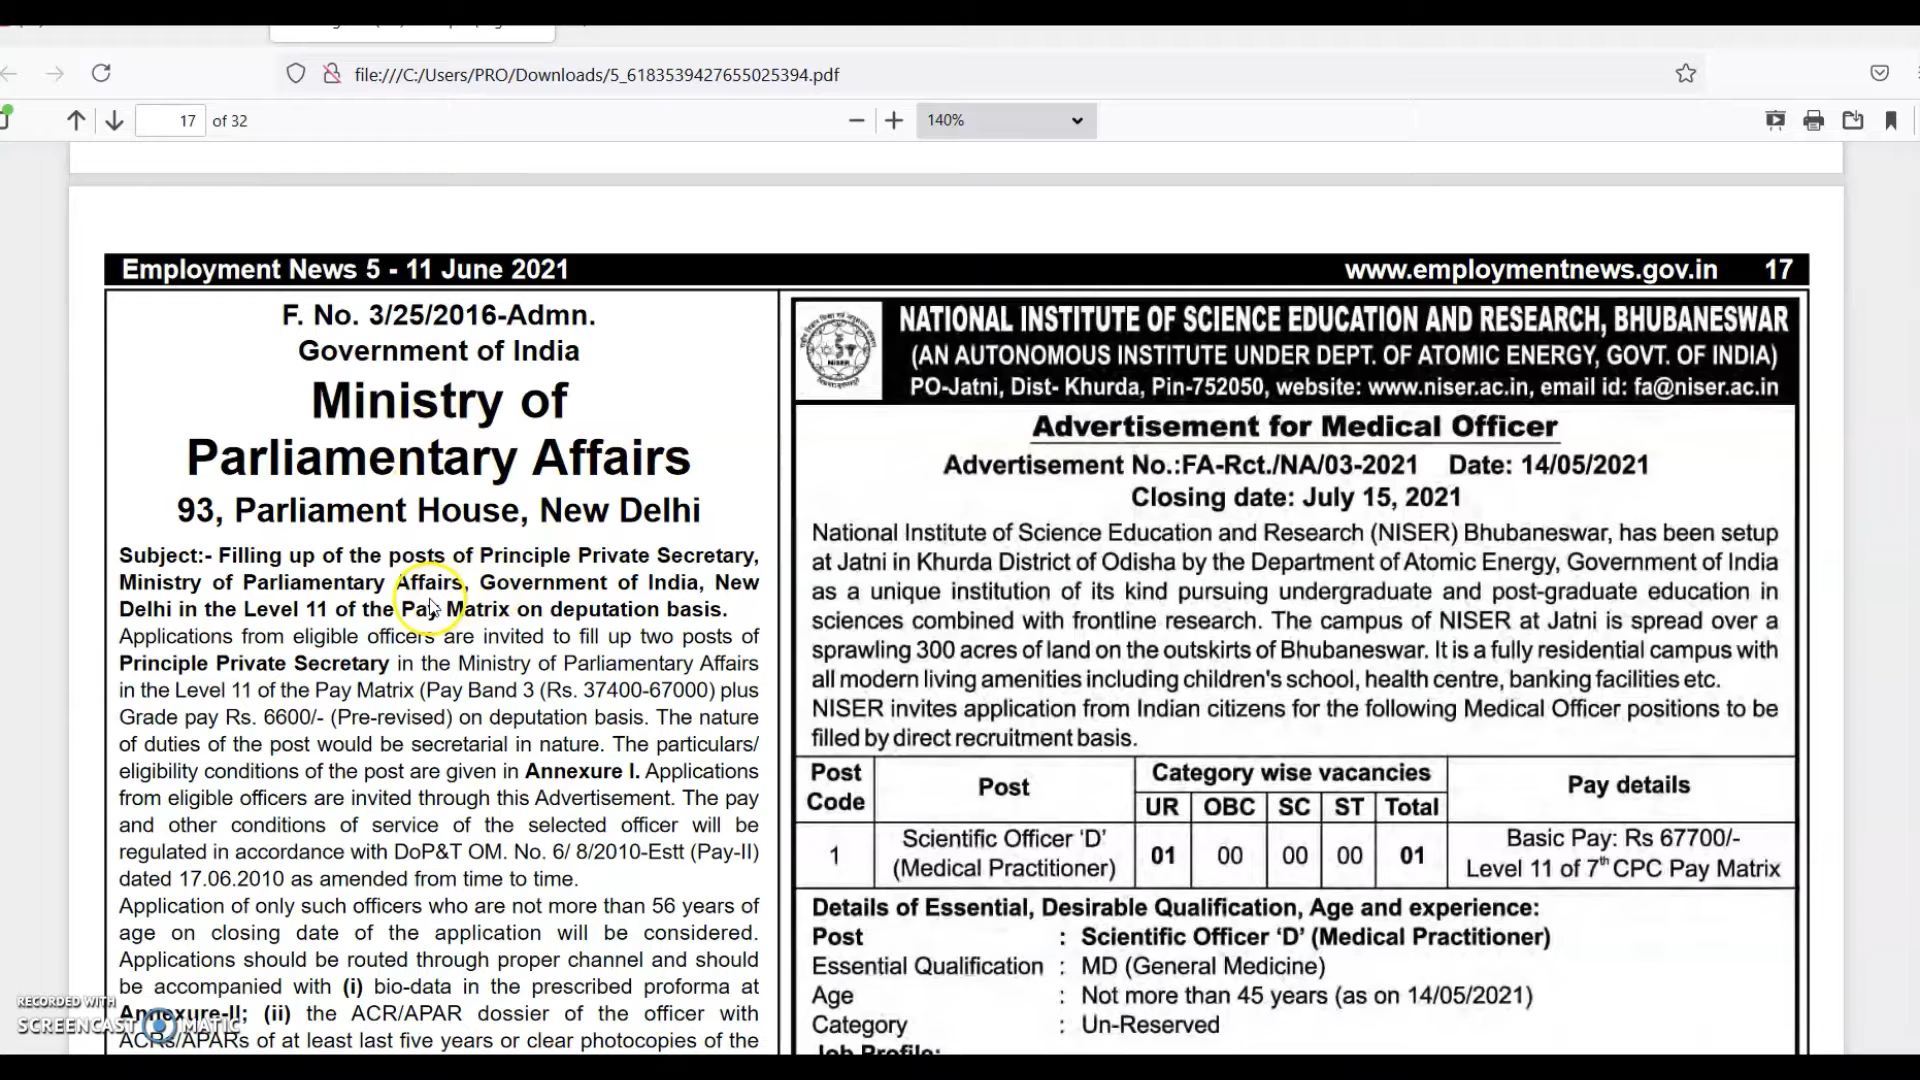 file:///C:/Users/PRO/Downloads/5_6183539427655025394.pdf
17 of 32
140%
Employment News 5 - 11 June 2021
www.employmentnews.gov.in 17
F. No. 3/25/2016-Admn.
Government of India
Ministry of
Parliamentary Affairs
93, Parliament House, New Delhi
Subject:- Filling up of the posts of Principle Private Secretary,
Ministry of Parliamentary Affairs, Government of India, New
Delhi in the Level 11 of the Pay Matrix on deputation basis.
Applications from eligible officers are invited to fill up two posts of
Principle Private Secretary in the Ministry of Parliamentary Affairs
in the Level 11 of the Pay Matrix (Pay Band 3 (Rs. 37400-67000) plus
Grade pay Rs. 6600/- (Pre-revised) on deputation basis. The nature
of duties of the post would be secretarial in nature. The particulars/
eligibility conditions of the post are given in Annexure I. Applications
from eligible officers are invited through this Advertisement. The pay
and other conditions of service of the selected officer will be
regulated in accordance with DoP&T OM. No. 6/ 8/2010-Estt (Pay-II)
dated 17.06.2010 as amended from time to time.
Application of only such officers who are not more than 56 years of
age on closing date of the application will be considered.
Applications should be routed through proper channel and should
be accompanied with (i) bio-data in the prescribed proforma at
Annexure-II; (ii) the ACR/APAR dossier of the officer with
ACRs/APARs of at least last five years or clear photocopies of the
NATIONAL INSTITUTE OF SCIENCE EDUCATION AND RESEARCH, BHUBANESWAR
(AN AUTONOMOUS INSTITUTE UNDER DEPT. OF ATOMIC ENERGY, GOVT. OF INDIA)
PO-Jatni, Dist- Khurda, Pin-752050, website: www.niser.ac.in, email id: fa@niser.ac.in
Advertisement for Medical Officer
Advertisement No.:FA-Rct./NA/03-2021 Date: 14/05/2021
Closing date: July 15, 2021
National Institute of Science Education and Research (NISER) Bhubaneswar, has been setup
at Jatni in Khurda District of Odisha by the Department of Atomic Energy, Government of India
as a unique institution of its kind pursuing undergraduate and post-graduate education in
sciences combined with frontline research. The campus of NISER at Jatni is spread over a
sprawling 300 acres of land on the outskirts of Bhubaneswar. It is a fully residential campus with
all modern living amenities including children's school, health centre, banking facilities etc.
NISER invites application from Indian citizens for the following Medical Officer positions to be
filled by direct recruitment basis.
Post Code Post Category wise vacancies Pay details
UR OBC SC ST Total
1 Scientific Officer ‘D’ (Medical Practitioner) 01 00 00 00 01 Basic Pay: Rs 67700/-
Level 11 of 7th CPC Pay Matrix
Details of Essential, Desirable Qualification, Age and experience:
Post : Scientific Officer ‘D’ (Medical Practitioner)
Essential Qualification : MD (General Medicine)
Age : Not more than 45 years (as on 14/05/2021)
Category : Un-Reserved
Job Profile:
RECORDED WITH
SCREENCAST MATIC